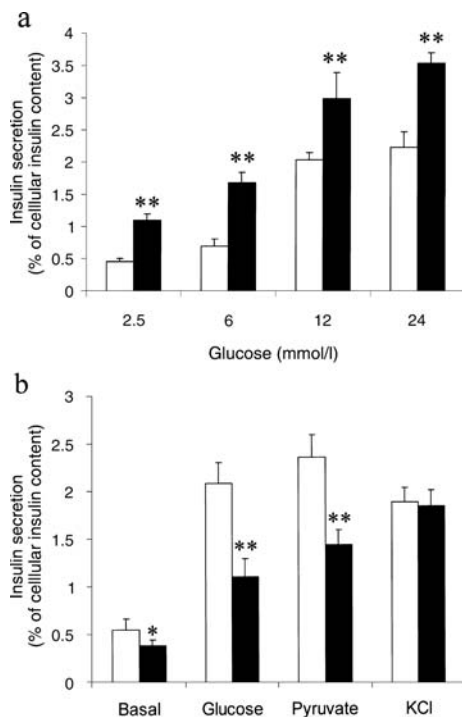 a
Insulin secretion
(% of celllular insulin content)
4
3.5
3
2.5
2
1.5
1
0.5
0
** ** ** **
2.5 6 12 24
Glucose (mmol/l)
b
Insulin secretion
(% of celllular insulin content)
3
2.5
2
1.5
1
0.5
0
* ** **
Basal Glucose Pyruvate KCl